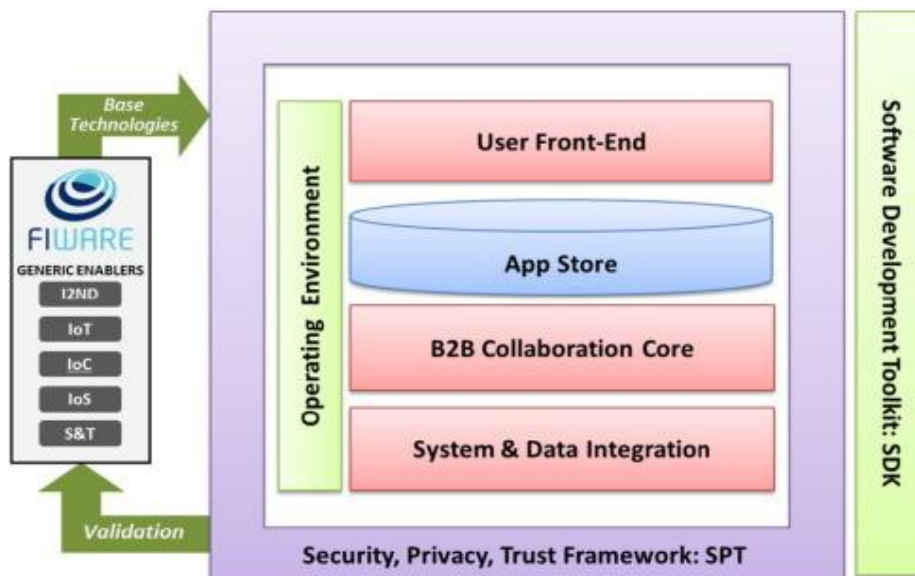 Base
Technologies
FIWARE
GENERIC ENABLERS
I2ND
IoT
IoC
IoS
S&T
Validation
Operating Environment
User Front-End
App Store
B2B Collaboration Core
System & Data Integration
Security, Privacy, Trust Framework: SPT
Software Development Toolkit: SDK